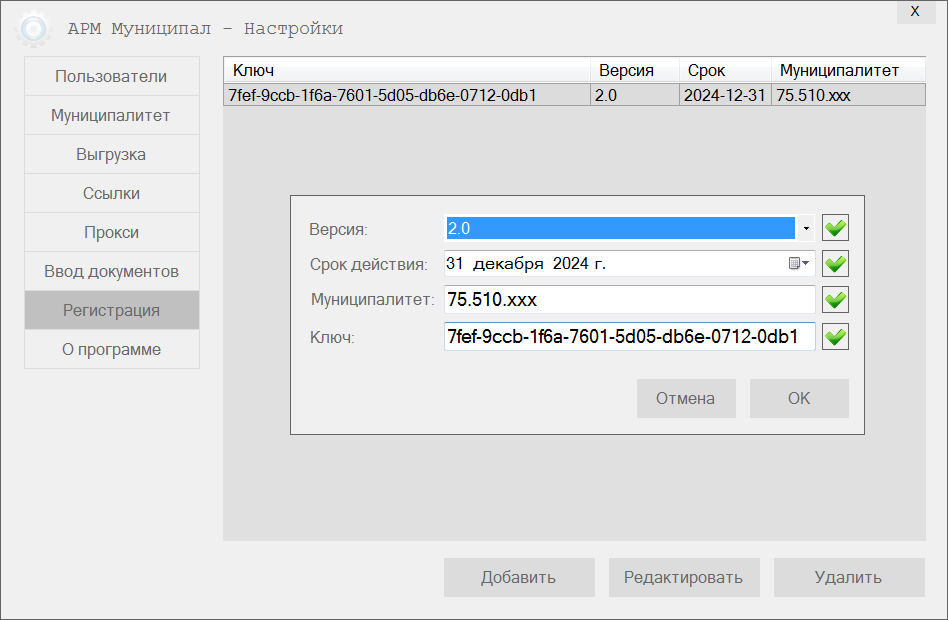 АРМ Муниципал - Настройки
X
Пользователи
Муниципалитет
Выгрузка
Ссылки
Прокси
Ввод документов
Регистрация
О программе
Ключ Версия Срок Муниципалитет
7fef-9ccb-1f6a-7601-5d05-db6e-0712-0db1 2.0 2024-12-31 75.510.xxx
Версия: 2.0
Срок действия: 31 декабря 2024 г.
Муниципалитет: 75.510.xxx
Ключ: 7fef-9ccb-1f6a-7601-5d05-db6e-0712-0db1
Отмена OK
Добавить Редактировать Удалить